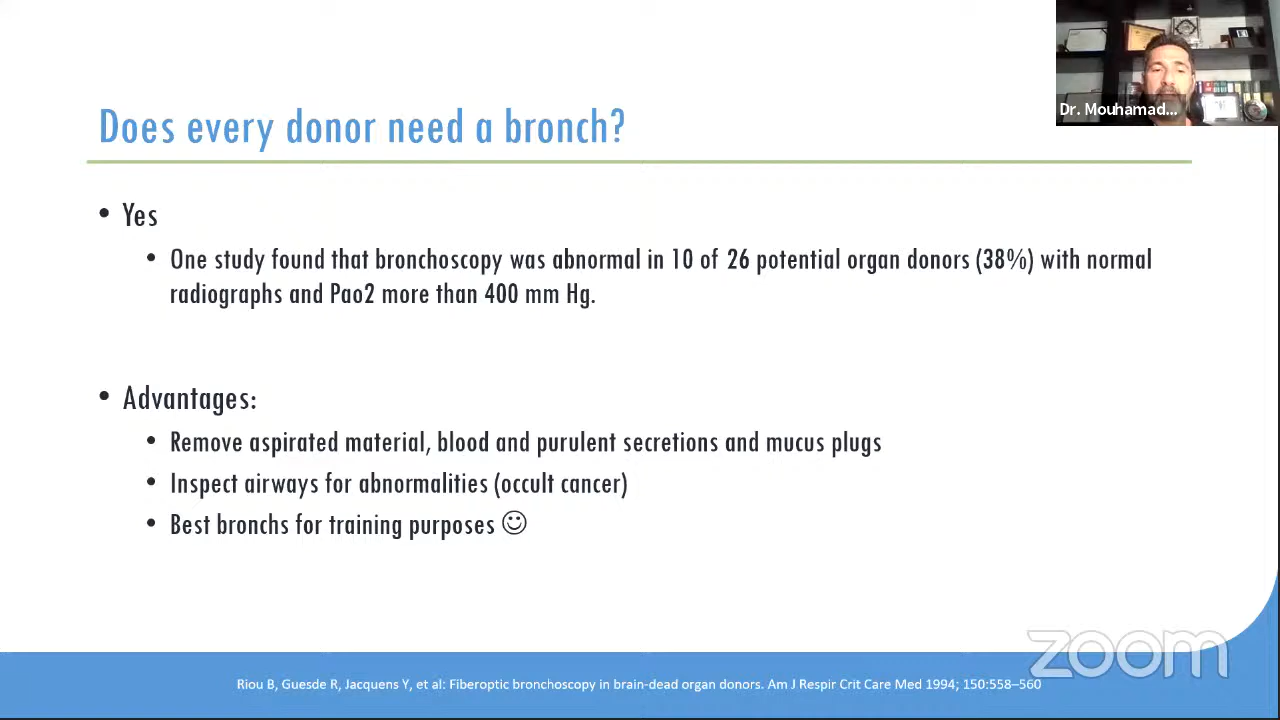 Dr. Mouhamad...
Does every donor need a bronch?
• Yes
• One study found that bronchoscopy was abnormal in 10 of 26 potential organ donors (38%) with normal
radiographs and Pao2 more than 400 mm Hg.
• Advantages:
• Remove aspirated material, blood and purulent secretions and mucus plugs
• Inspect airways for abnormalities (occult cancer)
• Best bronchs for training purposes ☺
zoom
Riou B, Guesde R, Jacquens Y, et al: Fiberoptic bronchoscopy in brain-dead organ donors. Am J Respir Crit Care Med 1994; 150:558–560